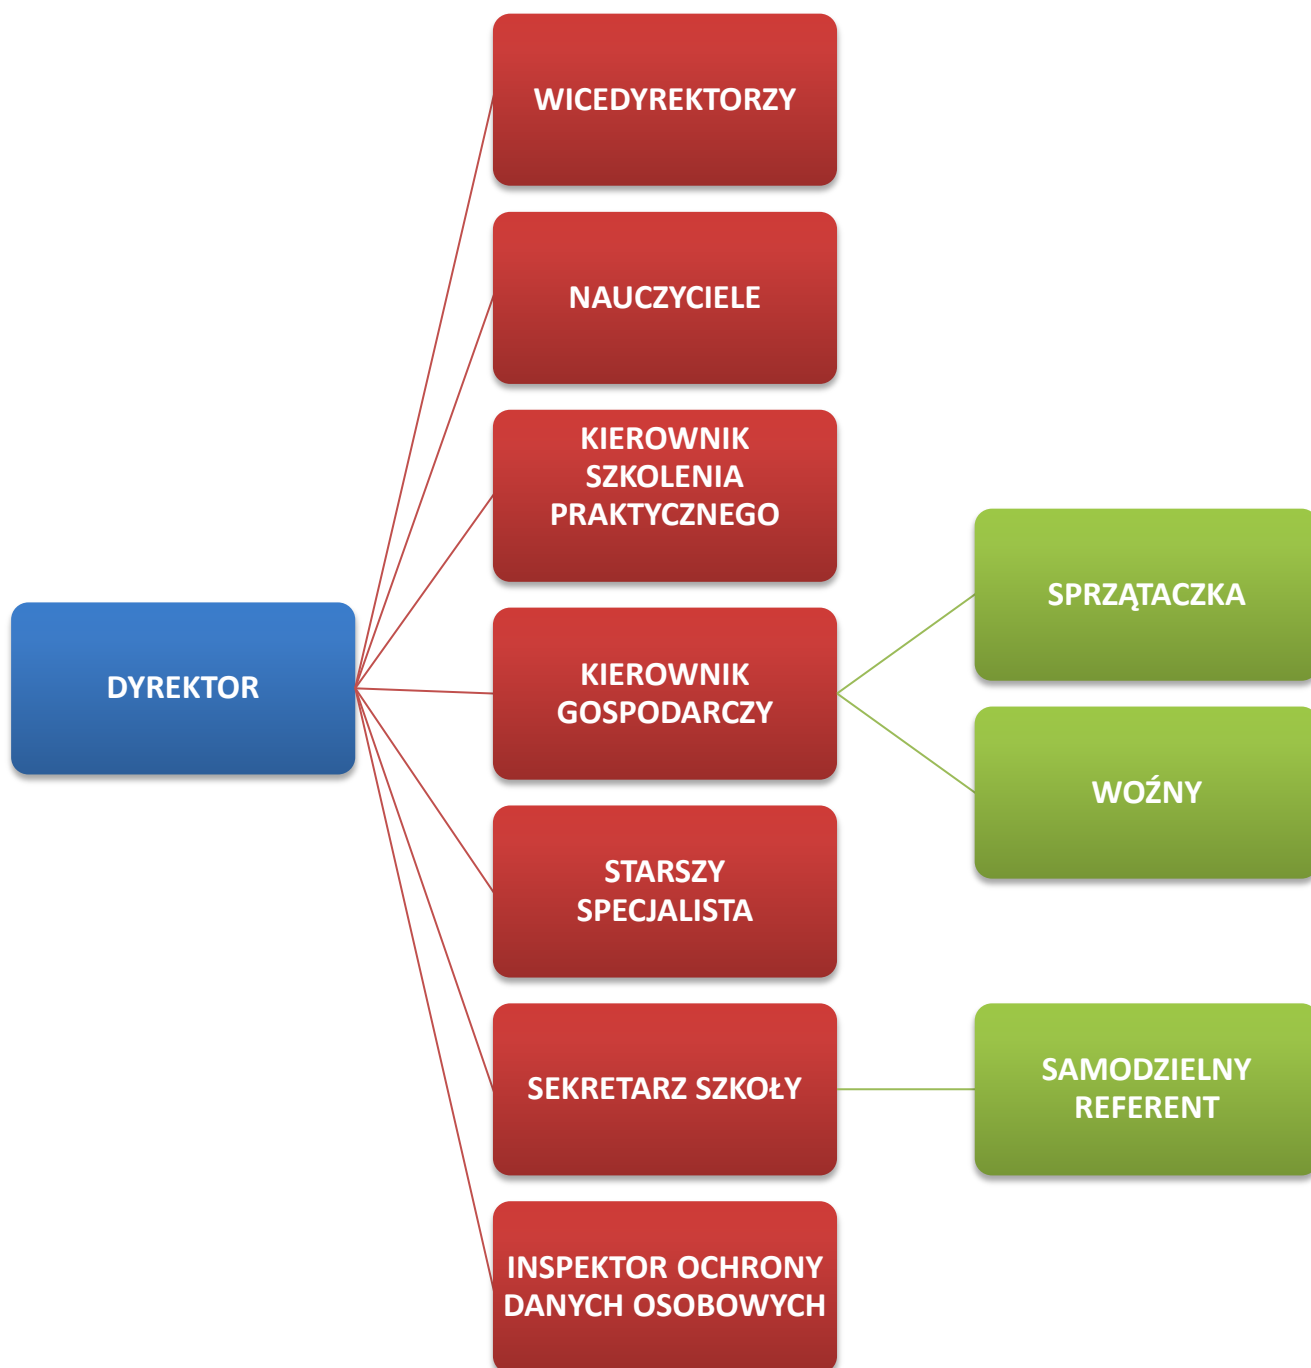 WICEDYREKTORZY
NAUCZYCIELE
KIEROWNIK
SZKOLENIA
PRAKTYCZNEGO
SPRZĄTACZKA
DYREKTOR
KIEROWNIK
GOSPODARCZY
WOŹNY
STARSZY
SPECJALISTA
SEKRETARZ SZKOŁY
SAMODZIELNY
REFERENT
INSPEKTOR OCHRONY
DANYCH OSOBOWYCH